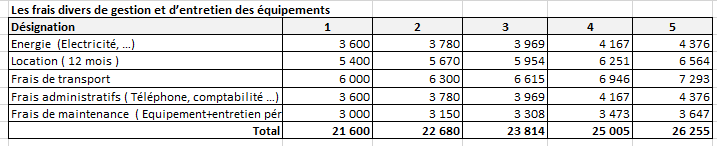 Les frais divers de gestion et d’entretien des équipements
Désignation 1 2 3 4 5
Energie (Electricité, …) 3 600 3 780 3 969 4 167 4 376
Location ( 12 mois ) 5 400 5 670 5 954 6 251 6 564
Frais de transport 6 000 6 300 6 615 6 946 7 293
Frais administratifs ( Téléphone, comptabilité …) 3 600 3 780 3 969 4 167 4 376
Frais de maintenance ( Equipement+entretien pér 3 000 3 150 3 308 3 473 3 647
Total 21 600 22 680 23 814 25 005 26 255